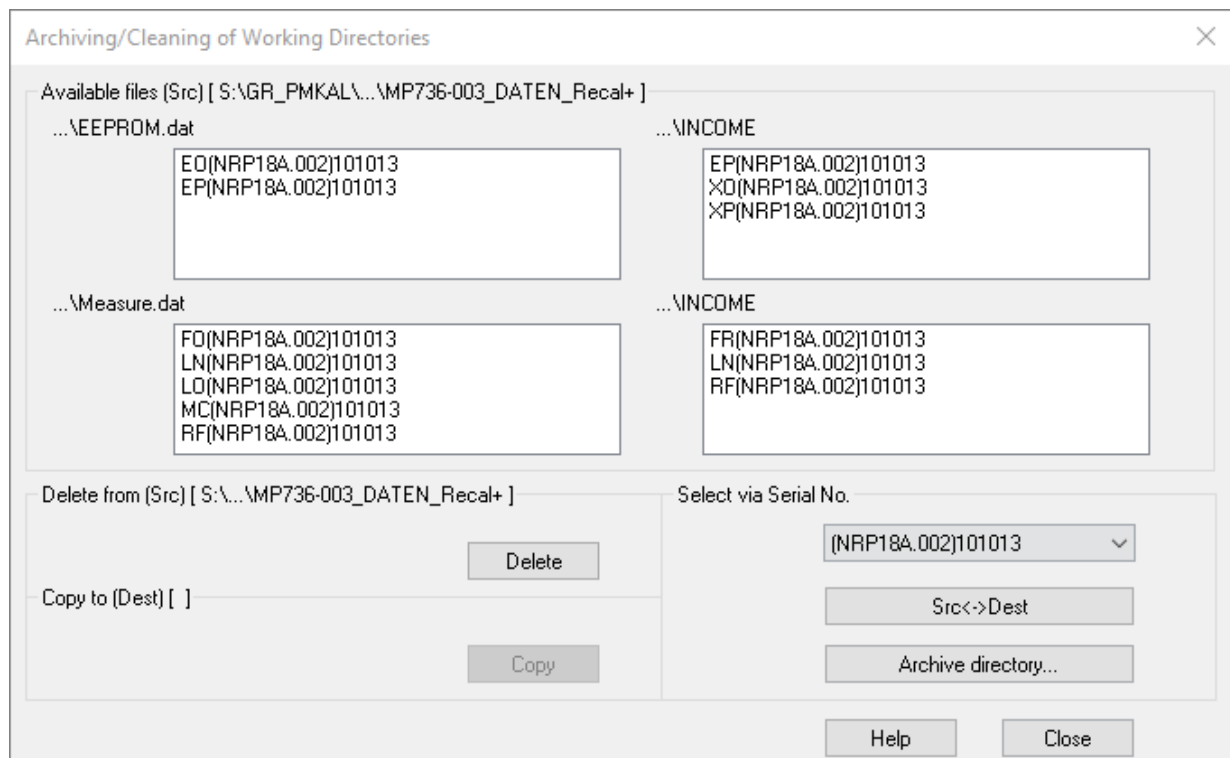 Archiving/Cleaning of Working Directories
Available files (Src) [ S:\GR_PMKAL\...\MP736-003_DATEN_Recal+ ]
...\EEPROM.dat
EO(NRP18A.002)101013
EP(NRP18A.002)101013
...\INCOME
EP(NRP18A.002)101013
XO(NRP18A.002)101013
XP(NRP18A.002)101013
...\Measure.dat
FO(NRP18A.002)101013
LN(NRP18A.002)101013
LO(NRP18A.002)101013
MC(NRP18A.002)101013
RF(NRP18A.002)101013
...\INCOME
FR(NRP18A.002)101013
LN(NRP18A.002)101013
RF(NRP18A.002)101013
Delete from (Src) [ S:\...\MP736-003_DATEN_Recal+ ]
Delete
Copy to (Dest) [  ]
Copy
Select via Serial No.
(NRP18A.002)101013
Src<->Dest
Archive directory...
Help
Close